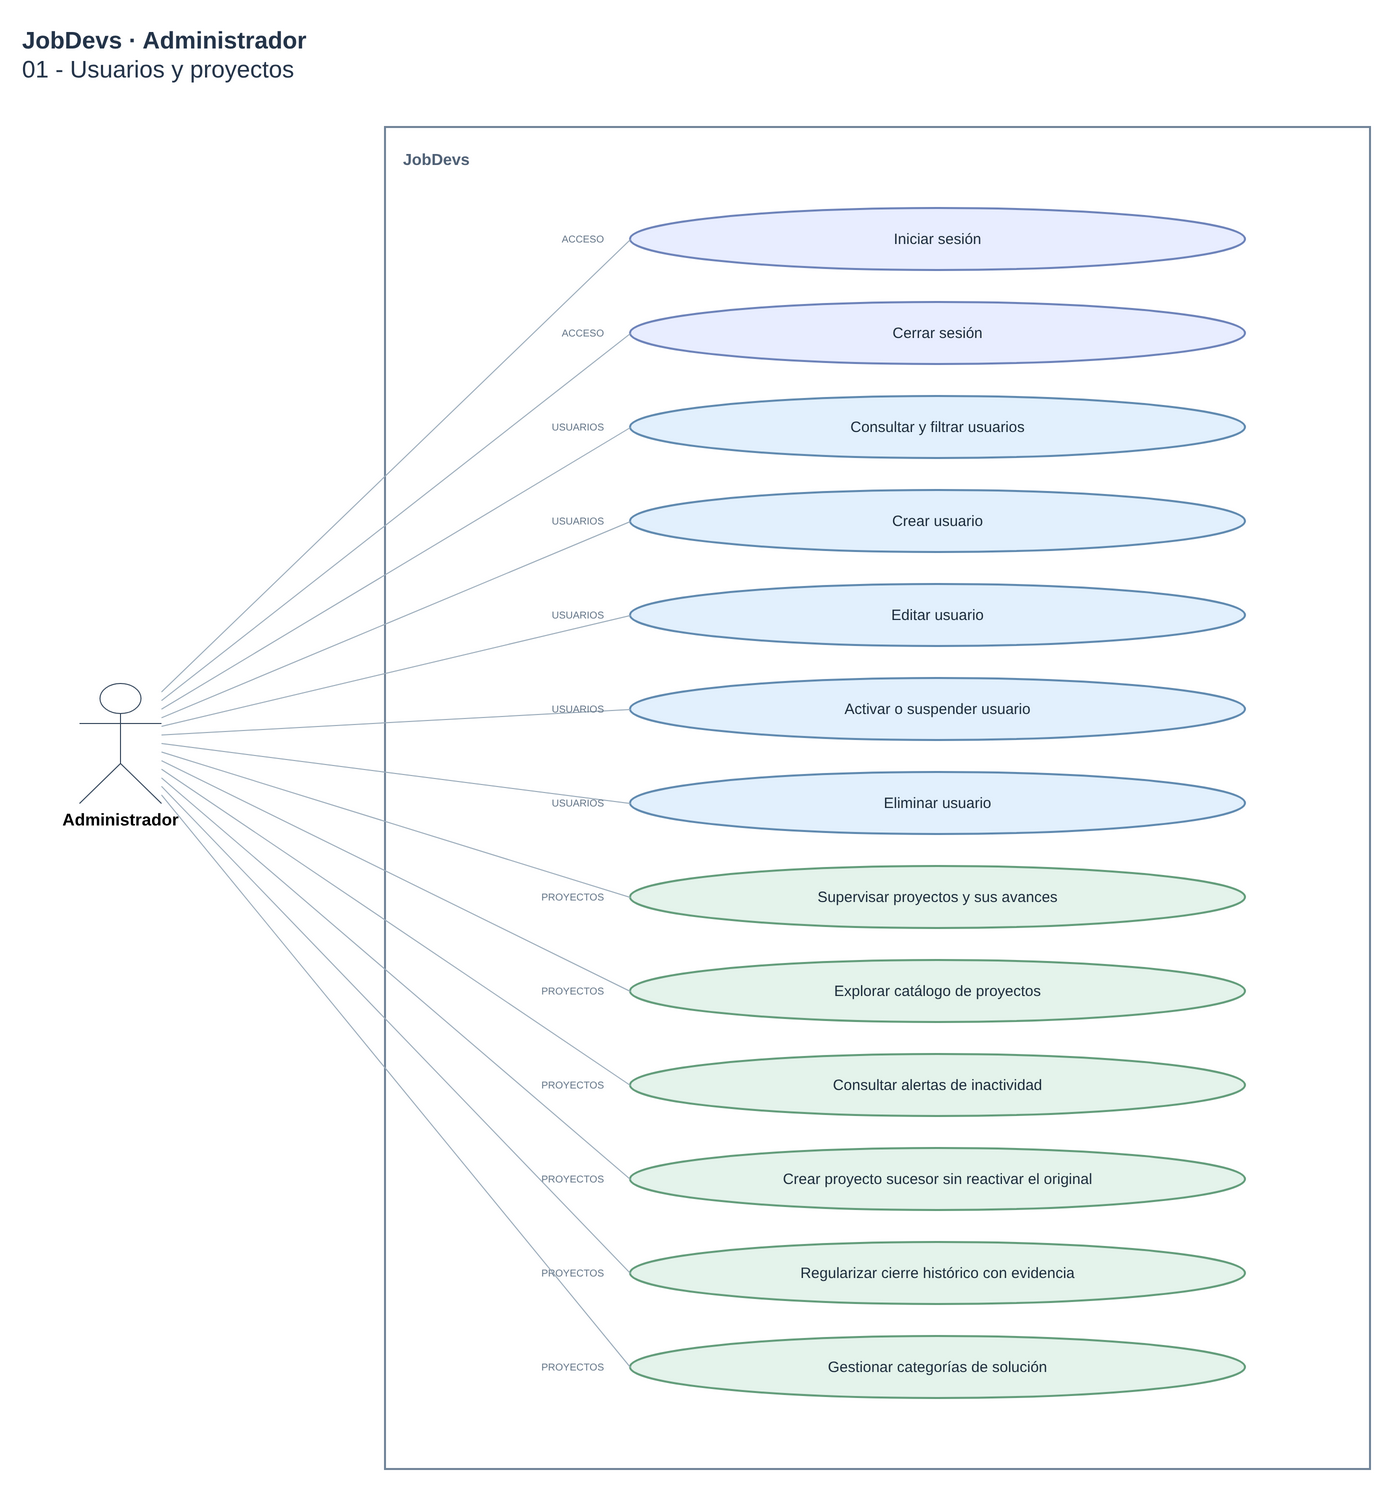 JobDevs · Administrador
01 - Usuarios y proyectos
JobDevs
ACCESO
Iniciar sesión
ACCESO
Cerrar sesión
USUARIOS
Consultar y filtrar usuarios
USUARIOS
Crear usuario
USUARIOS
Editar usuario
USUARIOS
Activar o suspender usuario
USUARIOS
Eliminar usuario
Administrador
PROYECTOS
Supervisar proyectos y sus avances
PROYECTOS
Explorar catálogo de proyectos
PROYECTOS
Consultar alertas de inactividad
PROYECTOS
Crear proyecto sucesor sin reactivar el original
PROYECTOS
Regularizar cierre histórico con evidencia
PROYECTOS
Gestionar categorías de solución